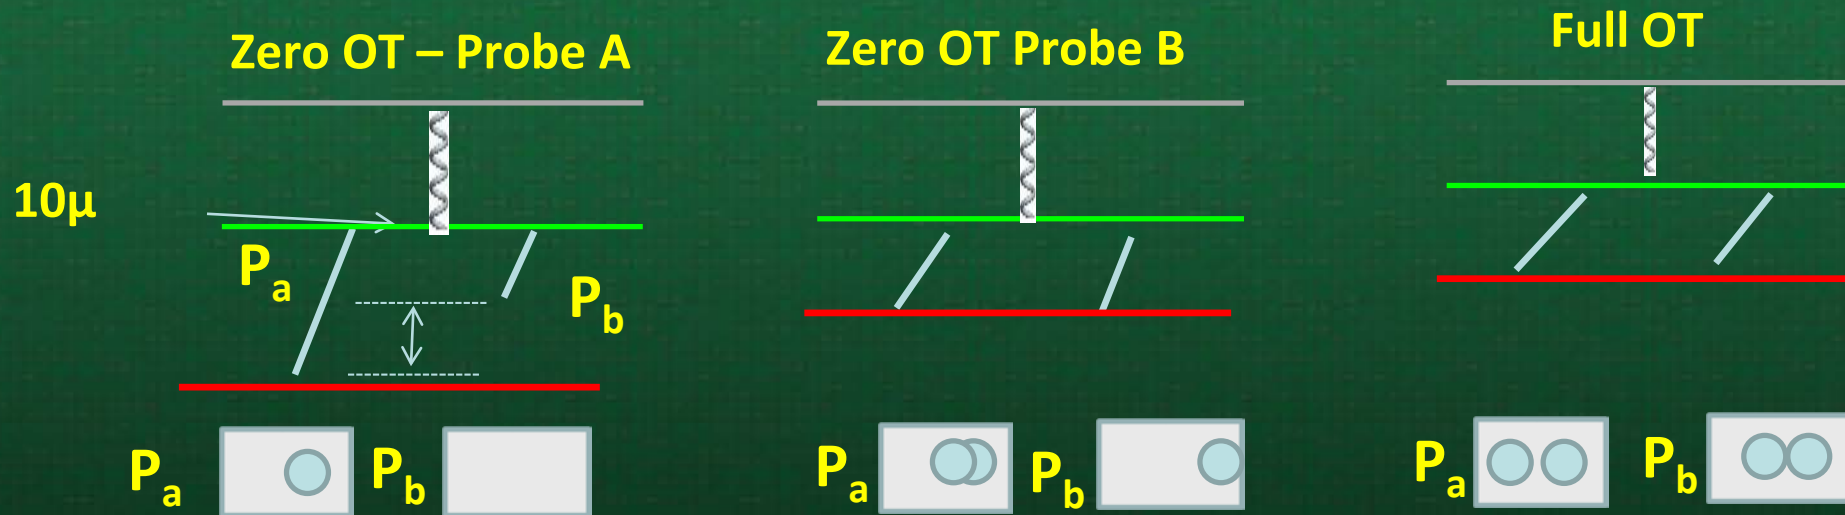 Zero OT – Probe A
Zero OT Probe B
Full OT
10µ
Pa
Pb
Pa
Pb
Pa
Pb
Pa
Pb